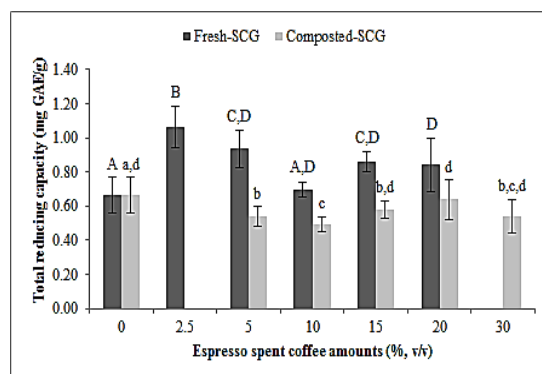 Fresh-SCG Composted-SCG
Total reducing capacity (mg GAE/g)
1.40
1.20
1.00
0.80
0.60
0.40
0.20
0.00
A a,d B C,D b A,D c C,D b,d D d b,c,d
0 2.5 5 10 15 20 30
Espresso spent coffee amounts (%, v/v)